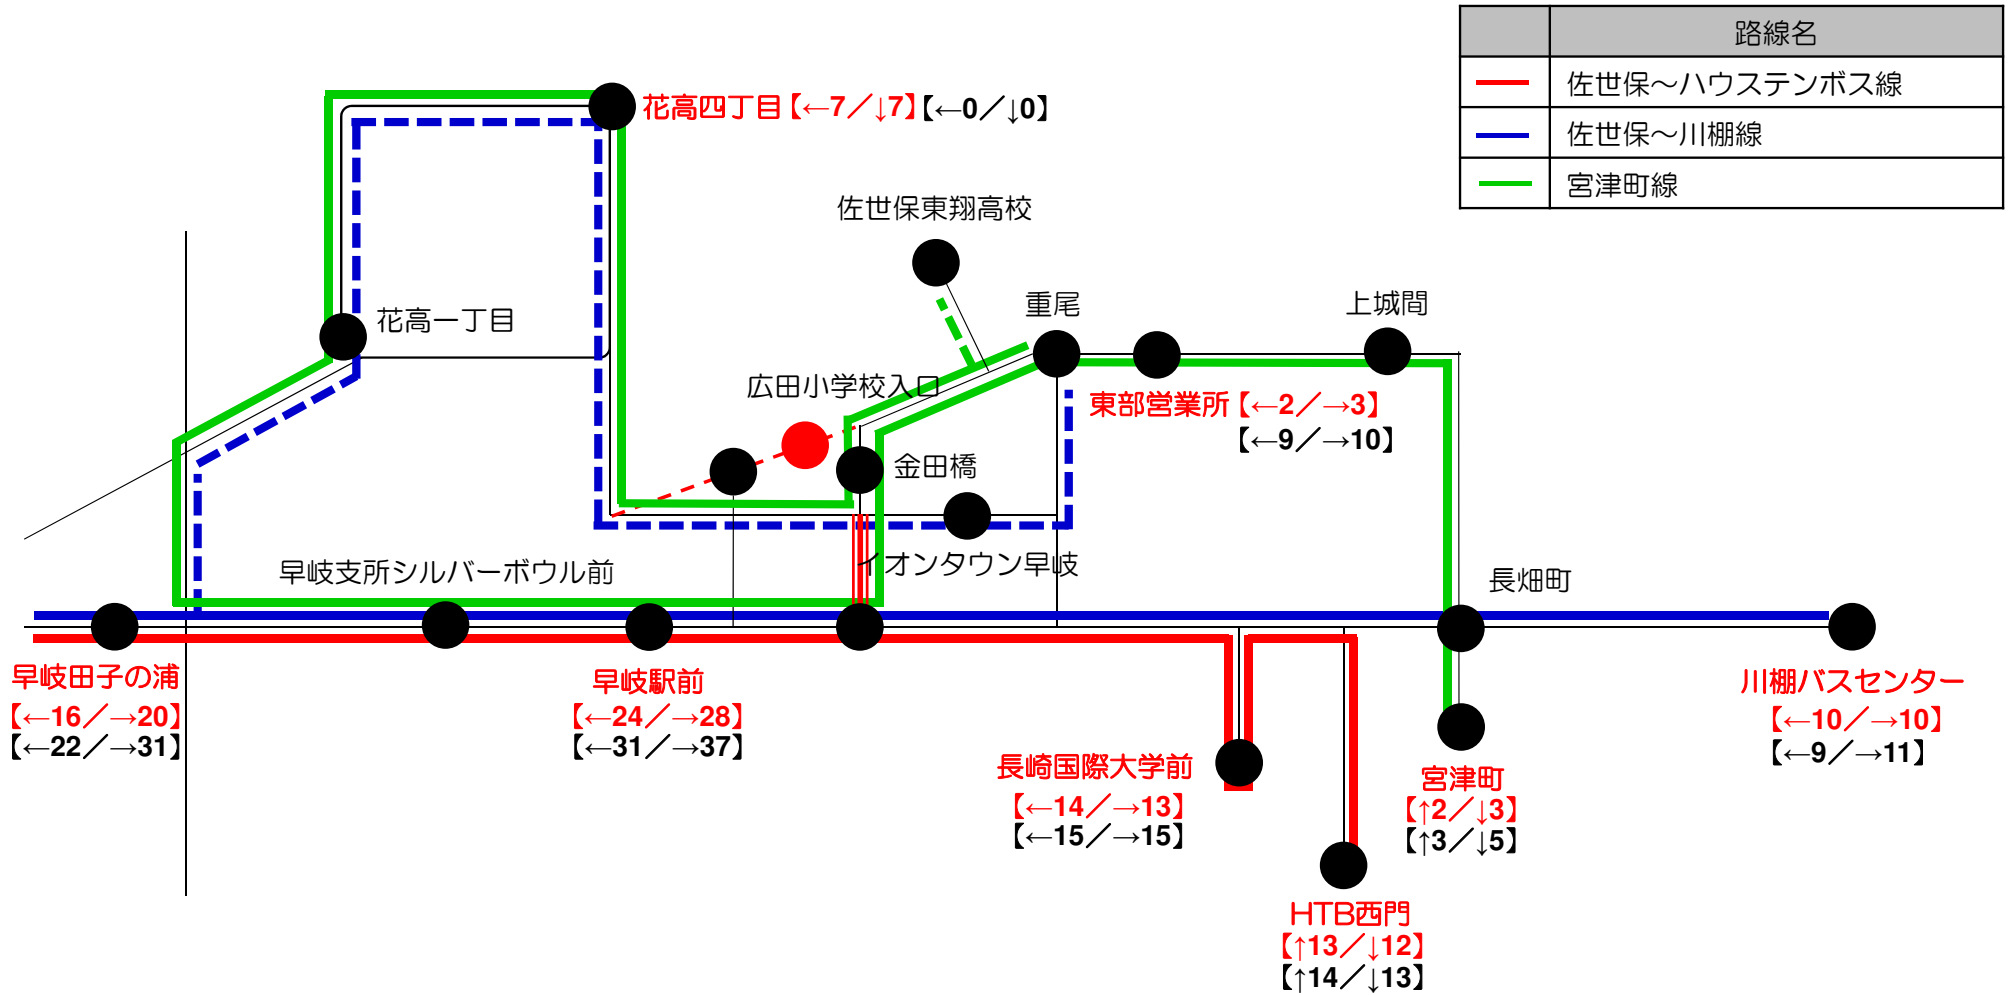 路線名
佐世保～ハウステンボス線
佐世保～川棚線
宮津町線
花高四丁目【←7／↓7】【←0／↓0】
佐世保東翔高校
重尾
上城間
花高一丁目
広田小学校入口
東部営業所【←2／→3】
【←9／→10】
金田橋
イオンタウン早岐
早岐支所シルバーボウル前
長畑町
早岐田子の浦
【←16／→20】
【←22／→31】
早岐駅前
【←24／→28】
【←31／→37】
長崎国際大学前
【←14／→13】
【←15／→15】
宮津町
【↑2／↓3】
【↑3／↓5】
川棚バスセンター
【←10／→10】
【←9／→11】
HTB西門
【↑13／↓12】
【↑14／↓13】